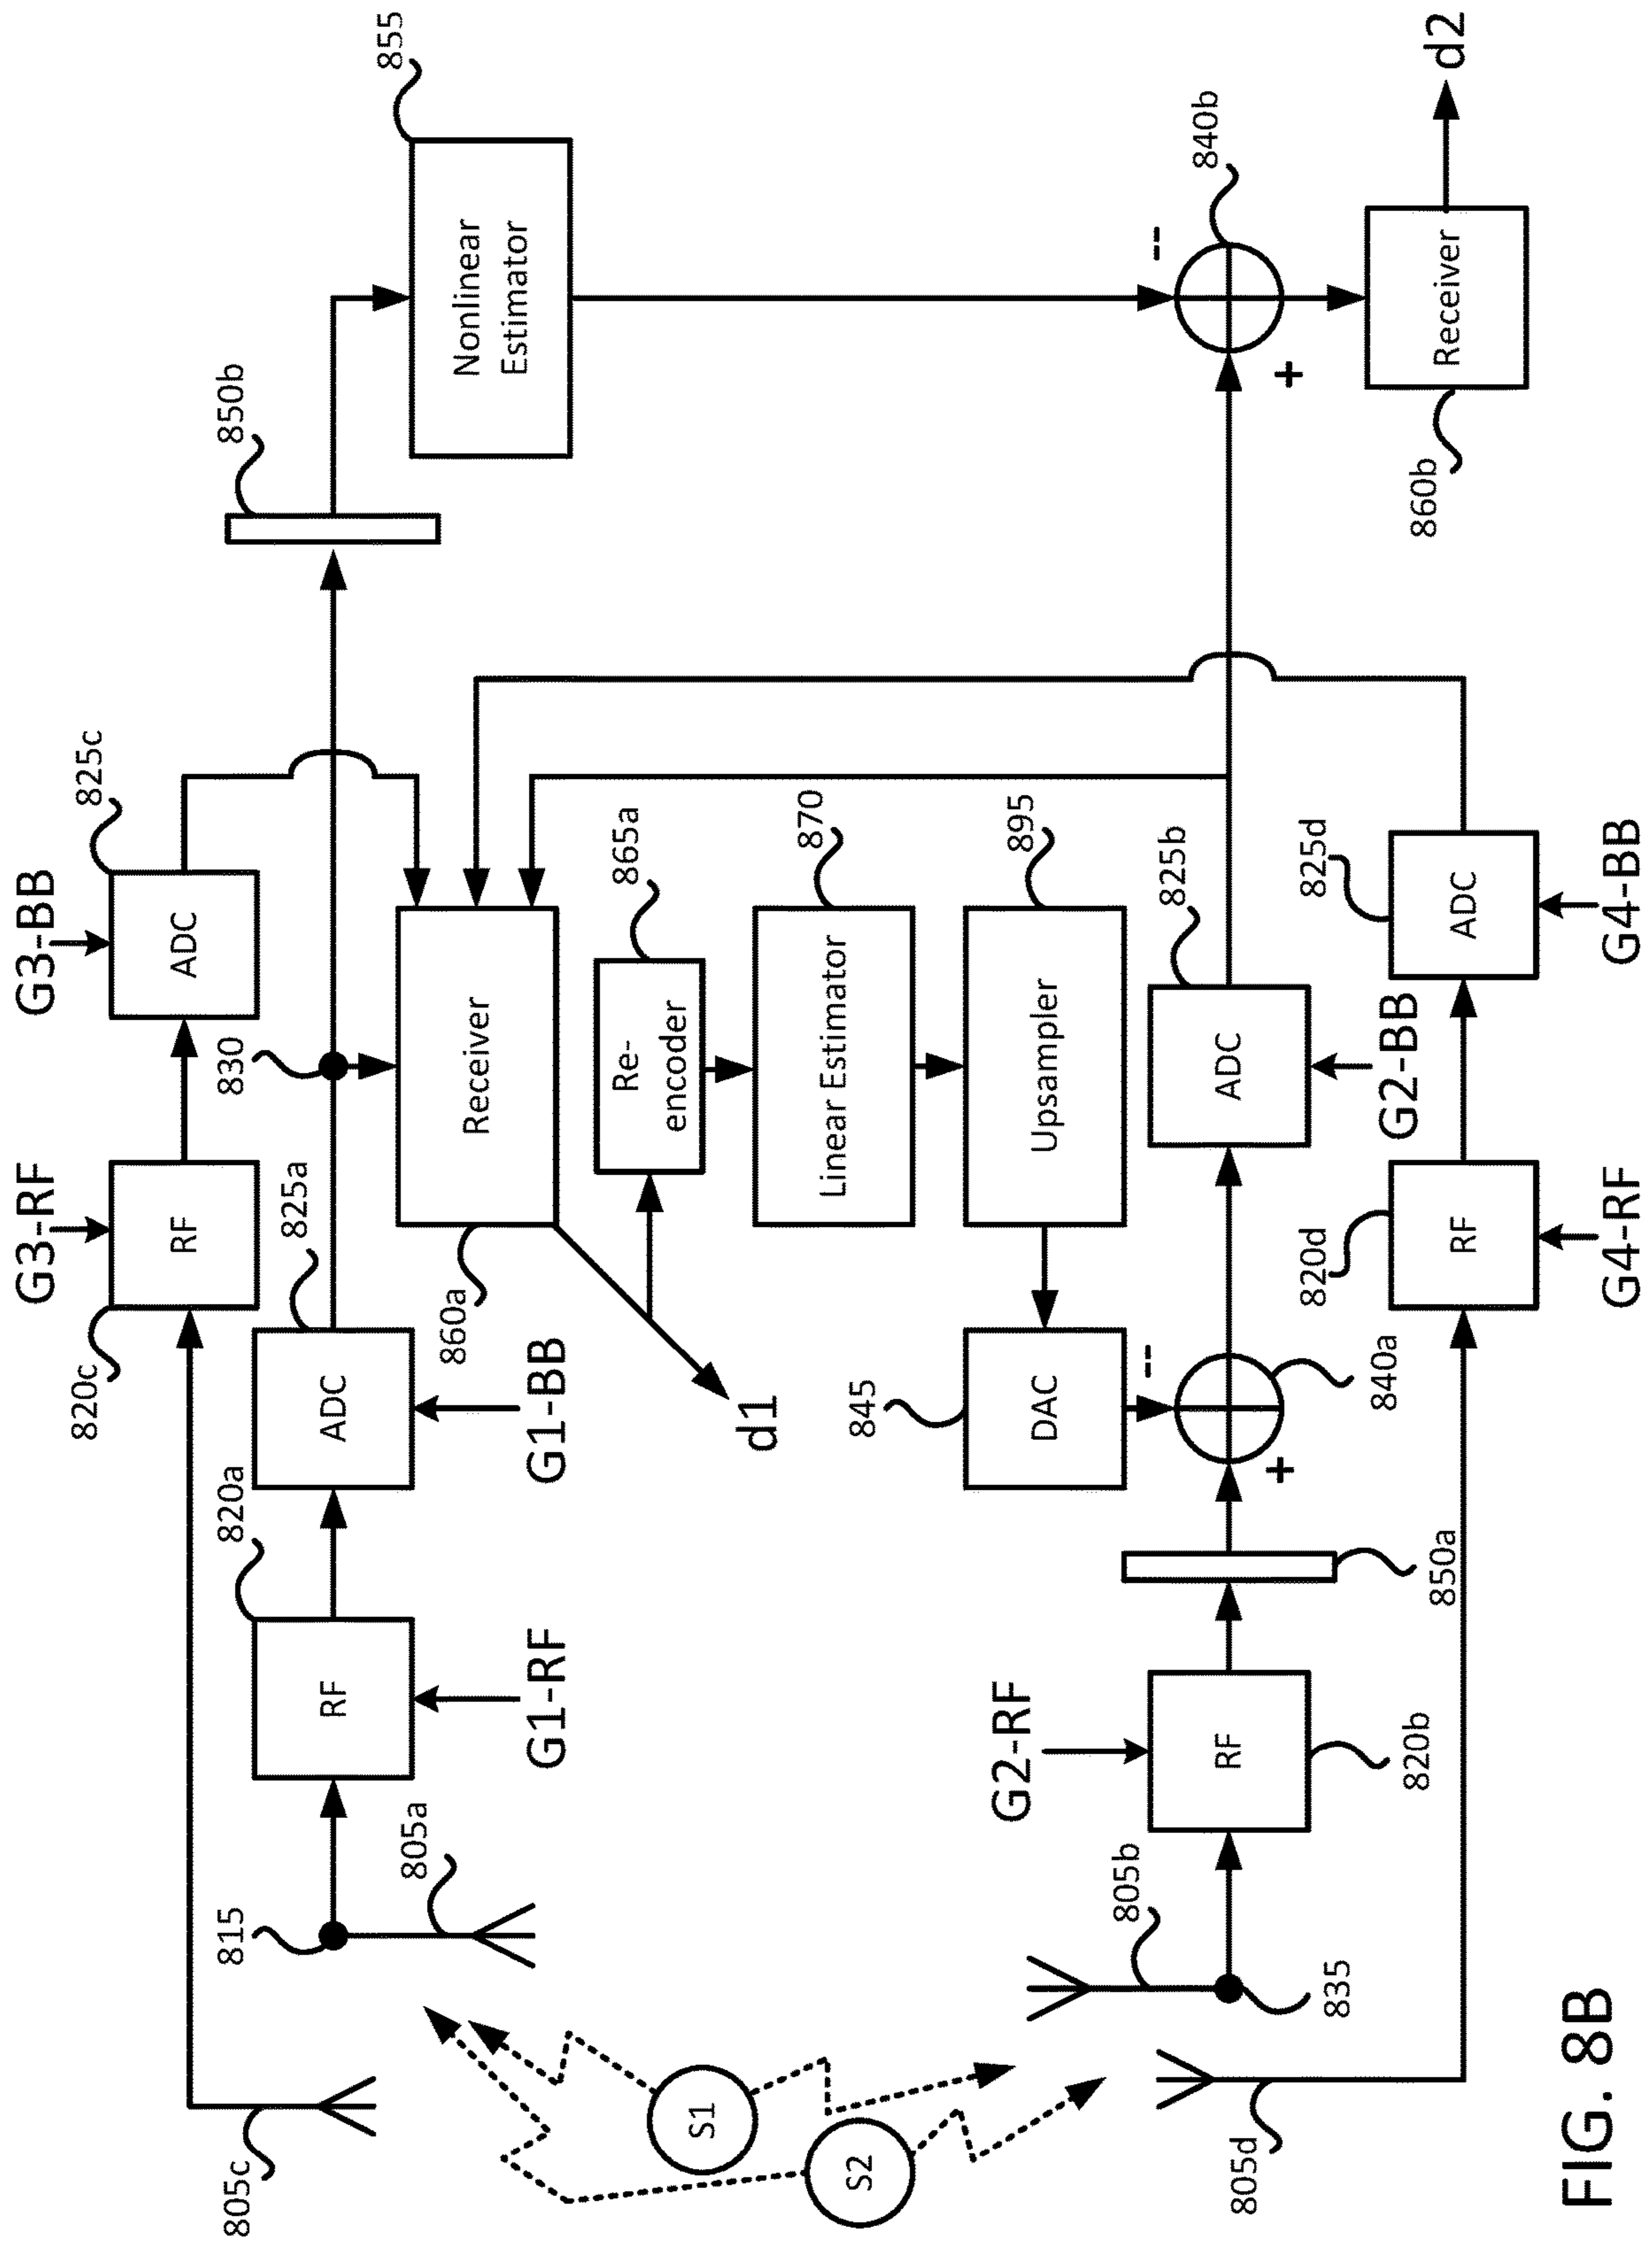 805c
G3-RF
RF
820c
G3-BB
ADC
825c
815
805a
RF
820a
G1-RF
ADC
825a
G1-BB
830
850b
Nonlinear
Estimator
855
Receiver
860a
d1
Re-
encoder
865a
Linear Estimator
870
Upsampler
895
DAC
845
--
+
840a
S1
S2
805b
835
G2-RF
RF
820b
850a
ADC
825b
G2-BB
--
+
840b
Receiver
860b
d2
805d
RF
820d
G4-RF
ADC
825d
G4-BB
FIG. 8B